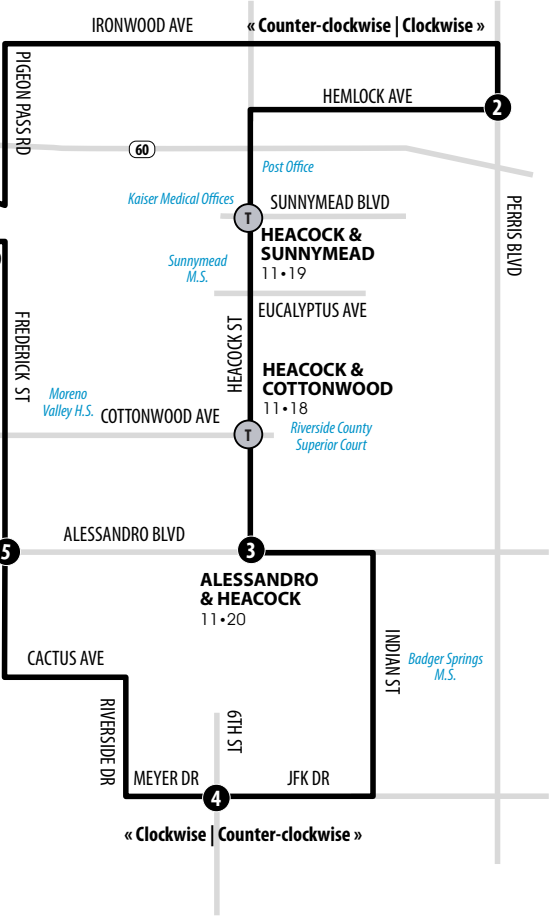 IRONWOOD AVE
« Counter-clockwise | Clockwise »
PIGEON PASS RD
HEMLOCK AVE
2
60
Post Office
Kaiser Medical Offices
SUNNYMEAD BLVD
T
PERRIS BLVD
HEACOCK &
SUNNYMEAD
11•19
Sunnymead
M.S.
EUCALYPTUS AVE
FREDERICK ST
HEACOCK ST
HEACOCK &
COTTONWOOD
11•18
Moreno
Valley H.S.
COTTONWOOD AVE
T
Riverside County
Superior Court
ALESSANDRO BLVD
5
3
ALESSANDRO
& HEACOCK
11•20
INDIAN ST
Badger Springs
M.S.
CACTUS AVE
RIVERSIDE DR
6TH ST
MEYER DR
JFK DR
4
« Clockwise | Counter-clockwise »